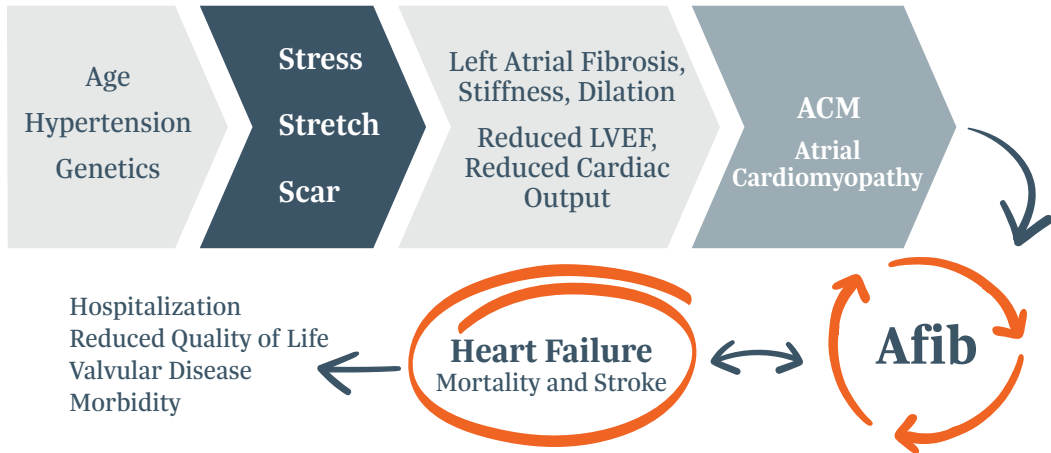 Age
Hypertension
Genetics
Stress
Stretch
Scar
Left Atrial Fibrosis,
Stiffness, Dilation
Reduced LVEF,
Reduced Cardiac
Output
ACM
Atrial
Cardiomyopathy
Afib
Heart Failure
Mortality and Stroke
Hospitalization
Reduced Quality of Life
Valvular Disease
Morbidity